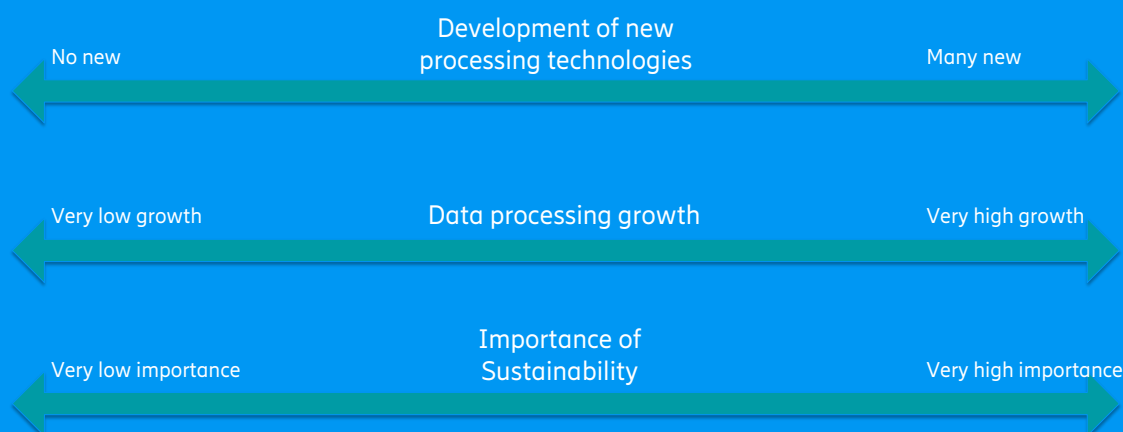 Development of new
processing technologies
No new
Many new
Very low growth
Data processing growth
Very high growth
Importance of
Sustainability
Very low importance
Very high importance